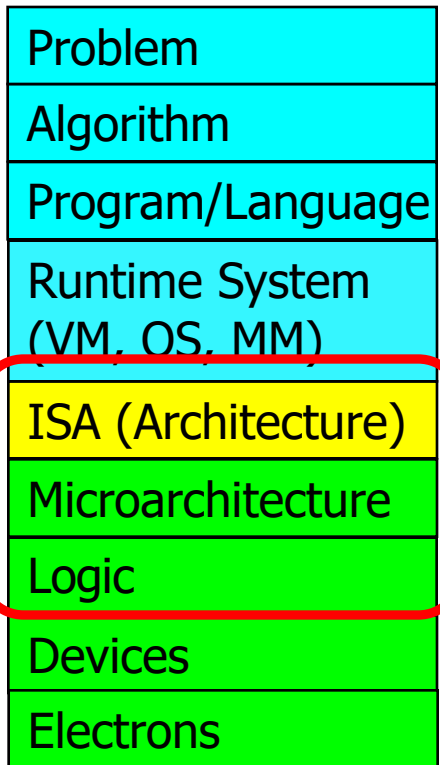 Problem
Algorithm
Program/Language
Runtime System
(VM, OS, MM)
ISA (Architecture)
Microarchitecture
Logic
Devices
Electrons